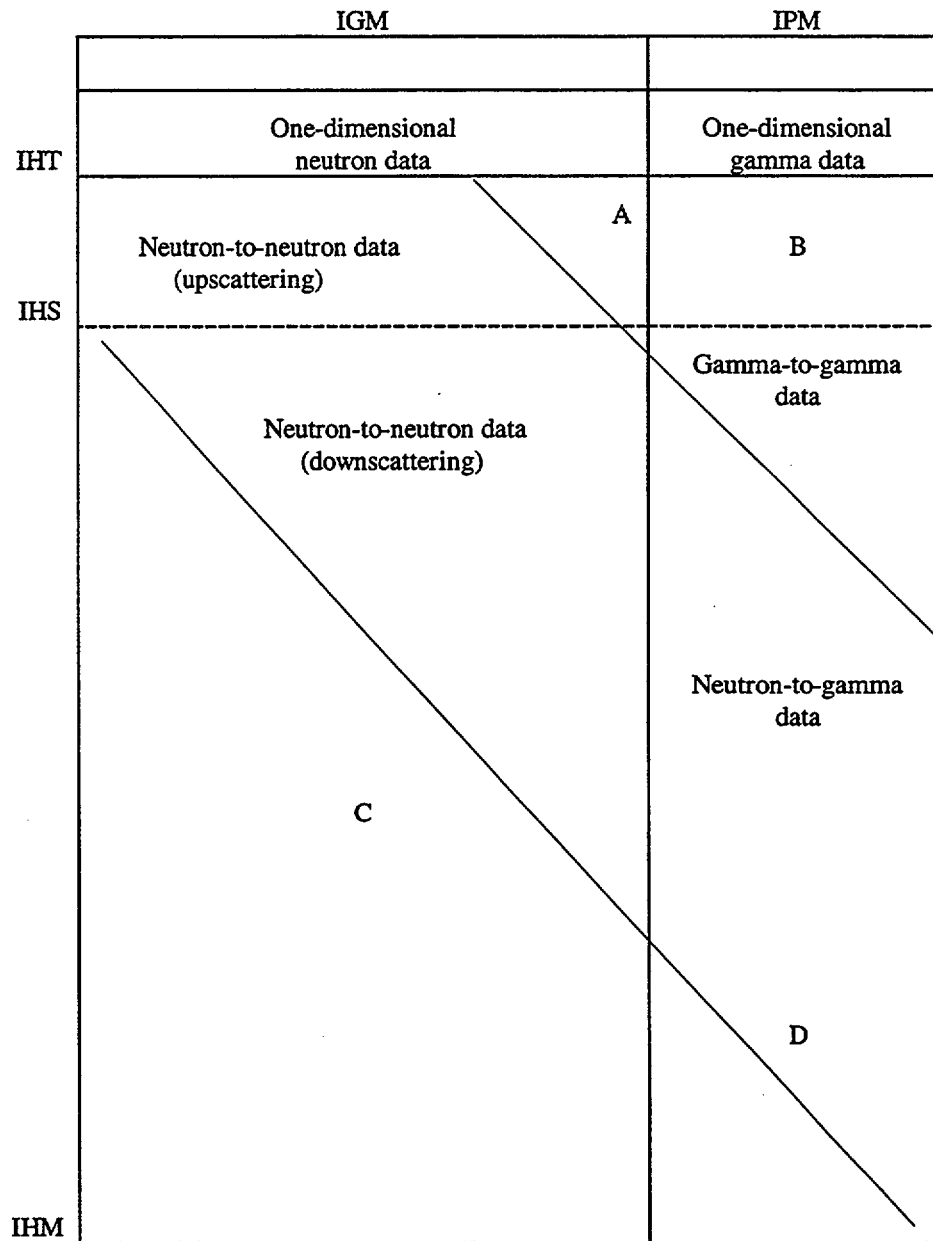 IGM IPM
One-dimensional
neutron data
One-dimensional
gamma data
IHT
A
B
Neutron-to-neutron data
(upscattering)
IHS
Gamma-to-gamma
data
Neutron-to-neutron data
(downscattering)
Neutron-to-gamma
data
C
D
IHM